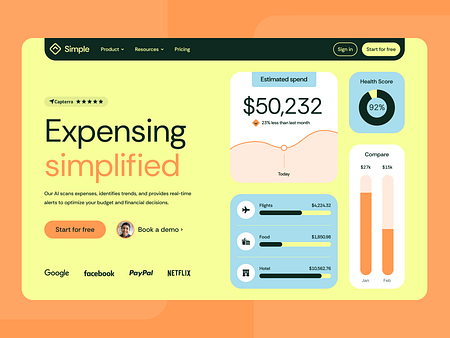 Simple
Product
Resources
Pricing
Sign in
Start for free
Capterra
Expensing
simplified
Our AI scans expenses, identifies trends, and provides real-time
alerts to optimize your budget and financial decisions.
Start for free
Book a demo
Google
facebook
PayPal
NETFLIX
Estimated spend
$50,232
23% less than last month
Today
Health Score
92%
Flights
$4,224.32
Food
$1,850.98
Hotel
$10,562,76
Compare
$27k
$15k
Jan
Feb